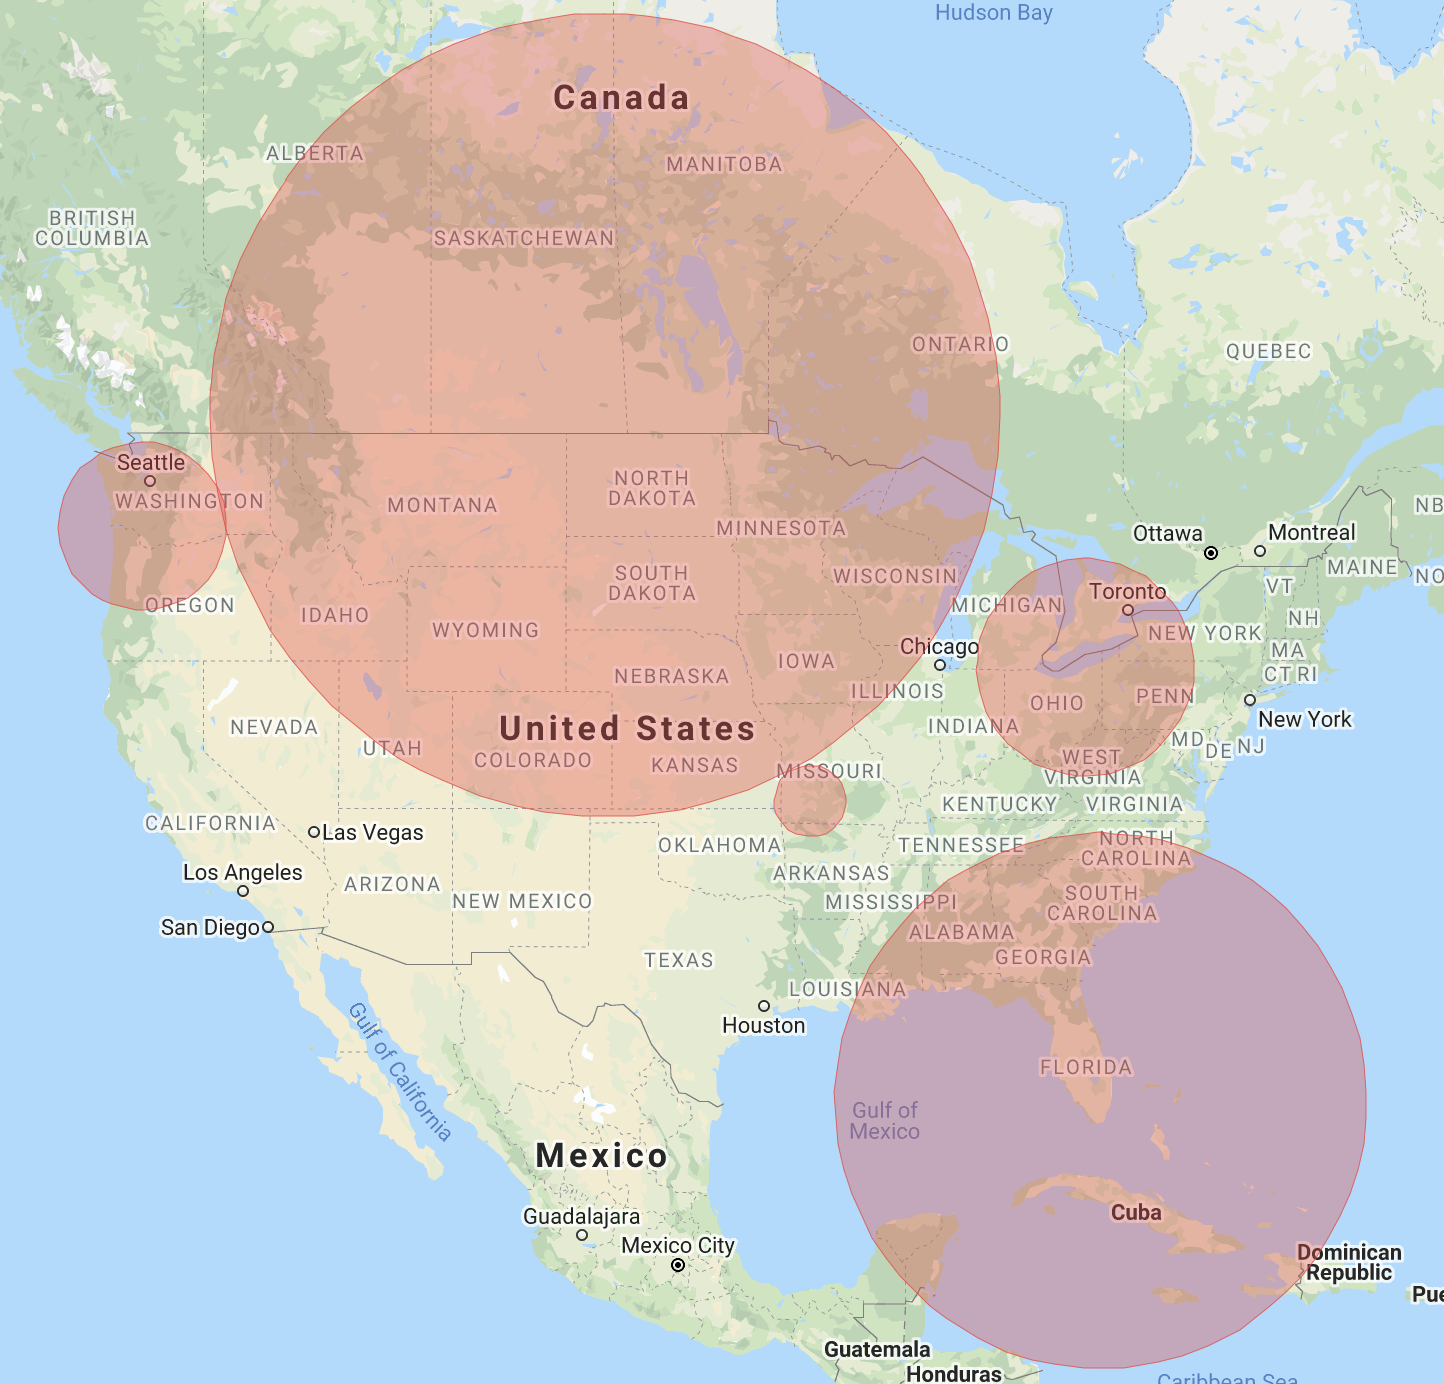 Hudson Bay
Canada
ALBERTA
MANITOBA
BRITISH
COLUMBIA
SASKATCHEWAN
ONTARIO
QUEBEC
Seattle
WASHINGTON
MONTANA
NORTH
DAKOTA
MINNESOTA
Ottawa
Montreal
NB
MAINE
NO
VT
WISCONSIN
SOUTH
DAKOTA
OREGON
IDAHO
WYOMING
MICHIGAN
Toronto
NH
NEW YORK
MA
CT
RI
Chicago
IOWA
NEBRASKA
ILLINOIS
OHIO
PENN
New York
NEVADA
United States
INDIANA
MD
DE
NJ
UTAH
COLORADO
KANSAS
MISSOURI
WEST
VIRGINIA
KENTUCKY
VIRGINIA
CALIFORNIA
Las Vegas
OKLAHOMA
TENNESSEE
NORTH
CAROLINA
Los Angeles
ARIZONA
NEW MEXICO
ARKANSAS
MISSISSIPPI
SOUTH
CAROLINA
San Diego
ALABAMA
GEORGIA
TEXAS
LOUISIANA
Houston
Gulf of California
FLORIDA
Gulf of
Mexico
Mexico
Cuba
Guadalajara
Mexico City
Dominican
Republic
Pue
Guatemala
Honduras
Caribbean Sea